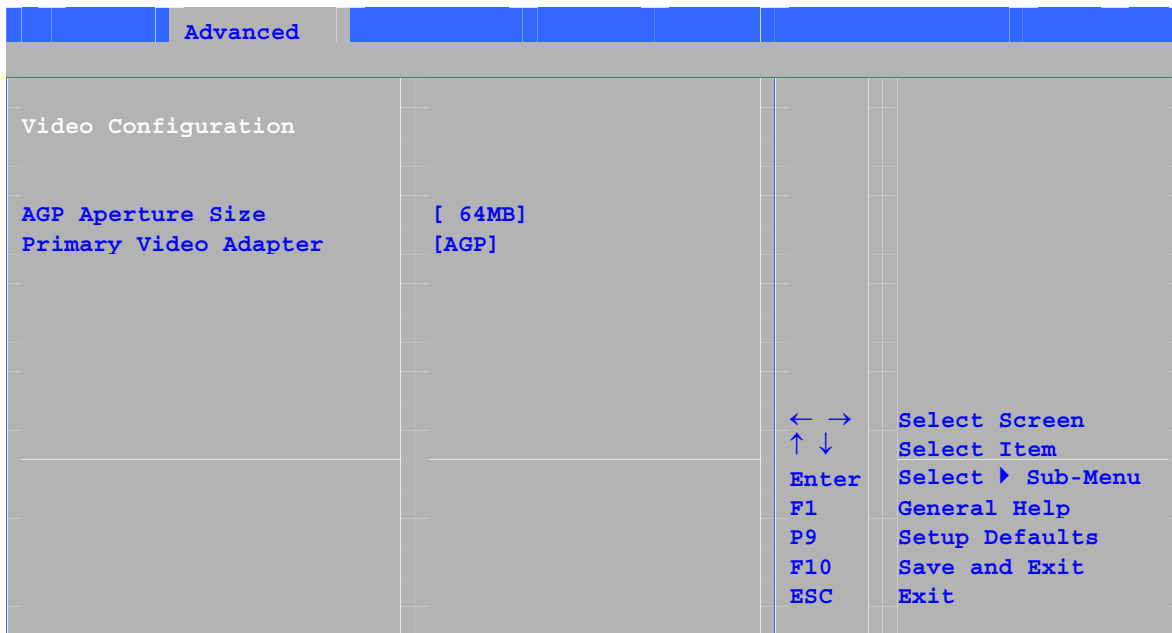 Advanced
Video Configuration
AGP Aperture Size [ 64MB]
Primary Video Adapter [AGP]
← → Select Screen
↑ ↓ Select Item
Enter Select ▶ Sub-Menu
F1 General Help
P9 Setup Defaults
F10 Save and Exit
ESC Exit